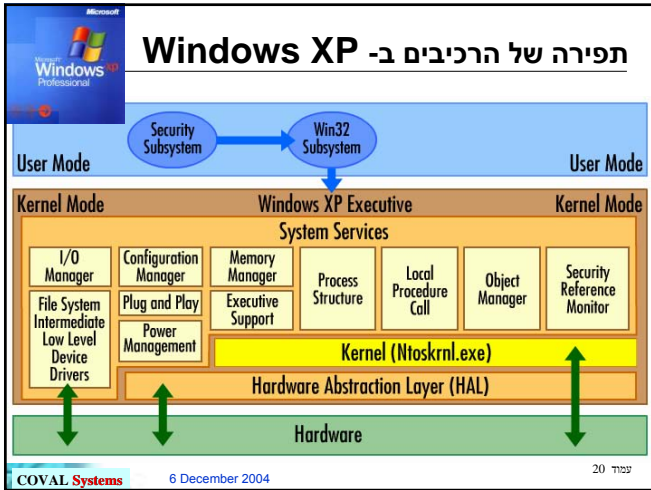 Microsoft
Microsoft
Windows xp
Professional
תפירה של הרכיבים ב- Windows XP
Security Subsystem
Win32 Subsystem
User Mode
User Mode
Kernel Mode
Windows XP Executive
Kernel Mode
System Services
I/O Manager
File System
Intermediate
Low Level
Device
Drivers
Configuration Manager
Plug and Play
Power Management
Memory Manager
Executive Support
Process Structure
Local Procedure Call
Object Manager
Security Reference Monitor
Kernel (Ntoskrnl.exe)
Hardware Abstraction Layer (HAL)
Hardware
COVAL Systems
6 December 2004
עמוד 20